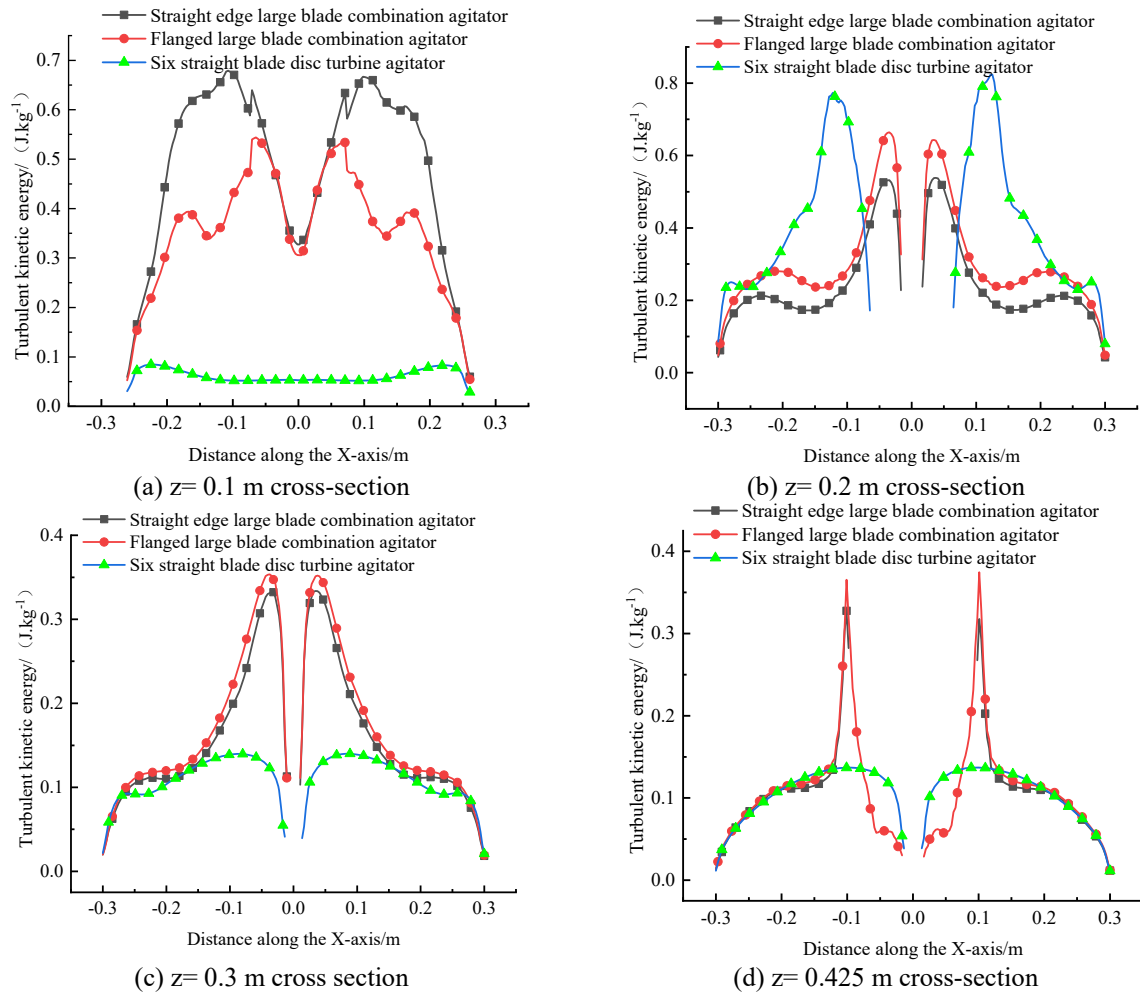 Straight edge large blade combination agitator
Flanged large blade combination agitator
Six straight blade disc turbine agitator
Turbulent kinetic energy/（J.kg-1）
0.7
0.6
0.5
0.4
0.3
0.2
0.1
0.0
-0.3 -0.2 -0.1 0.0 0.1 0.2 0.3
Distance along the X-axis/m
(a) z= 0.1 m cross-section
Straight edge large blade combination agitator
Flanged large blade combination agitator
Six straight blade disc turbine agitator
Turbulent kinetic energy/（J.kg-1）
0.8
0.6
0.4
0.2
0.0
-0.3 -0.2 -0.1 0.0 0.1 0.2 0.3
Distance along the X-axis/m
(b) z= 0.2 m cross-section
Straight edge large blade combination agitator
Flanged large blade combination agitator
Six straight blade disc turbine agitator
Turbulent kinetic energy/（J.kg-1）
0.4
0.3
0.2
0.1
0.0
-0.3 -0.2 -0.1 0.0 0.1 0.2 0.3
Distance along the X-axis/m
(c) z= 0.3 m cross section
Straight edge large blade combination agitator
Flanged large blade combination agitator
Six straight blade disc turbine agitator
Turbulent kinetic energy/（J.kg-1）
0.4
0.3
0.2
0.1
0.0
-0.3 -0.2 -0.1 0.0 0.1 0.2 0.3
Distance along the X-axis/m
(d) z= 0.425 m cross-section